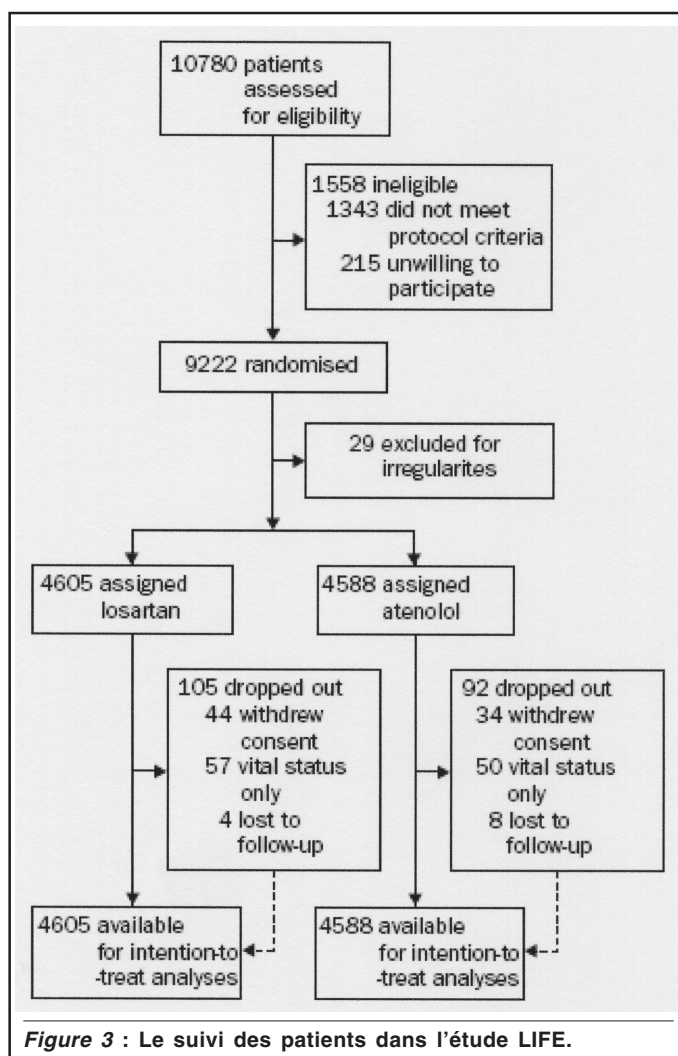 10780 patients
assessed
for eligibility
1558 ineligible
1343 did not meet
protocol criteria
215 unwilling to
participate
9222 randomised
29 excluded for
irregularites
4605 assigned
losartan
4588 assigned
atenolol
105 dropped out
44 withdrew
consent
57 vital status
only
4 lost to
follow-up
92 dropped out
34 withdrew
consent
50 vital status
only
8 lost to
follow-up
4605 available
for intention-to
-treat analyses
4588 available
for intention-to
-treat analyses
Figure 3 : Le suivi des patients dans l'étude LIFE.